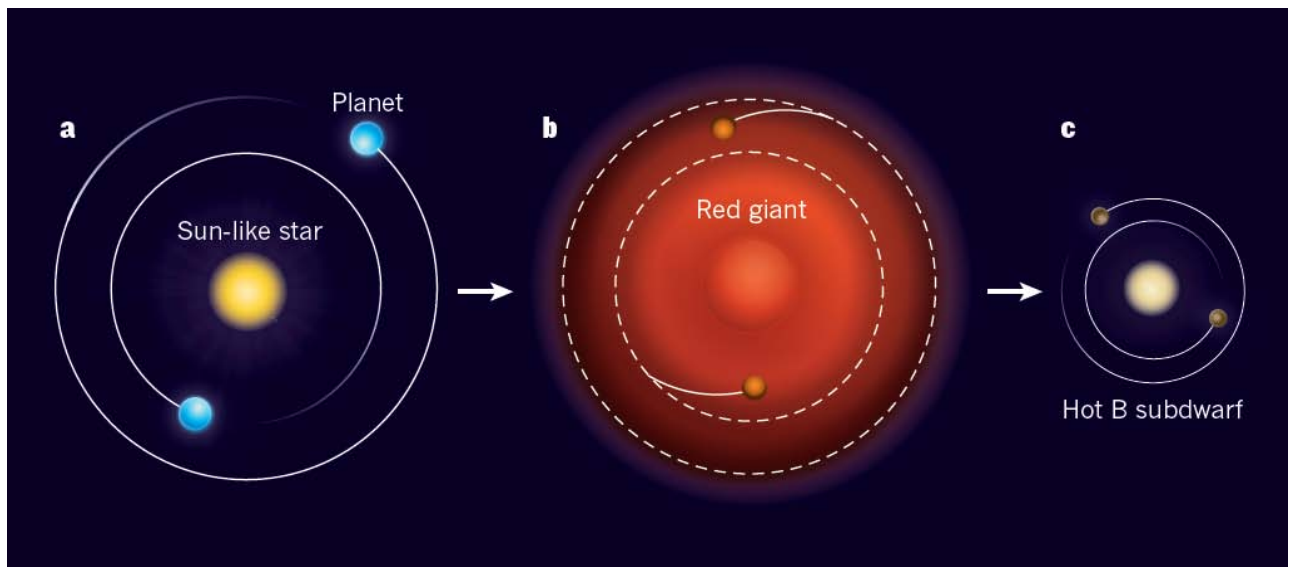 a
Planet
Sun-like star
b
Red giant
c
Hot B subdwarf